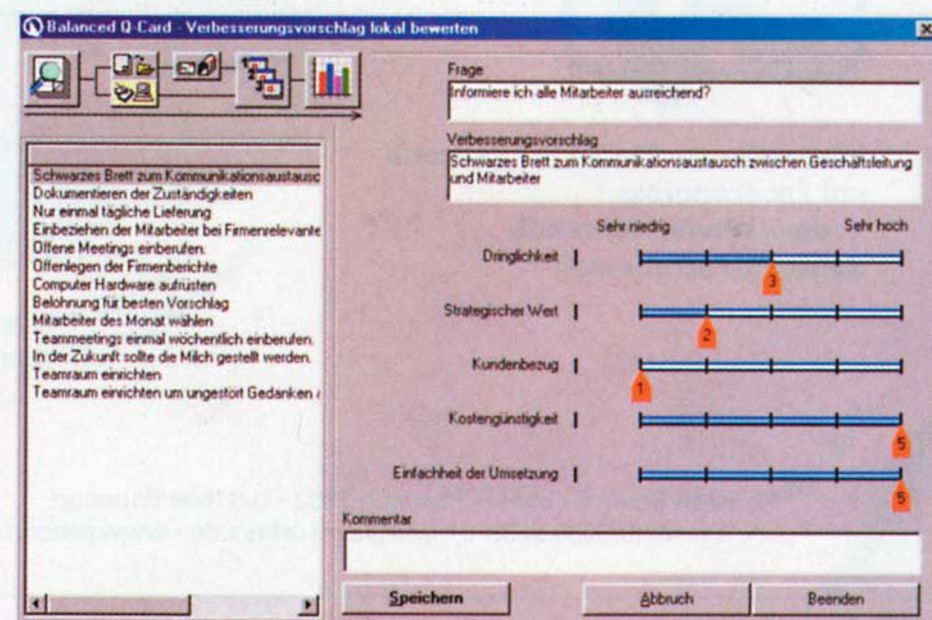 Balanced Q-Card - Verbesserungsvorschlag lokal bewerten
1
2
3
Frage
Informiere ich alle Mitarbeiter ausreichend?
Verbesserungsvorschlag
Schwarzes Brett zum Kommunikationsaustausch zwischen Geschäftsleitung
und Mitarbeiter
Schwarzes Brett zum Kommunikationsaustausc
Dokumentieren der Zuständigkeiten
Nur einmal tägliche Lieferung
Einbeziehen der Mitarbeiter bei Firmenrelevante
Offene Meetings einberufen.
Offenlegen der Firmenberichte
Computer Hardware aufrüsten
Belohnung für besten Vorschlag
Mitarbeiter des Monat wählen
Teammeetings einmal wöchentlich einberufen.
In der Zukunft sollte die Milch gestellt werden.
Teamraum einrichten
Teamraum einrichten um ungestört Gedanken
Sehr niedrig Sehr hoch
Dringlichkeit
3
Strategischer Wert
2
Kundenbezug
1
Kostengünstigkeit
5
Einfachheit der Umsetzung
5
Kommentar
Speichern Abbruch Beenden